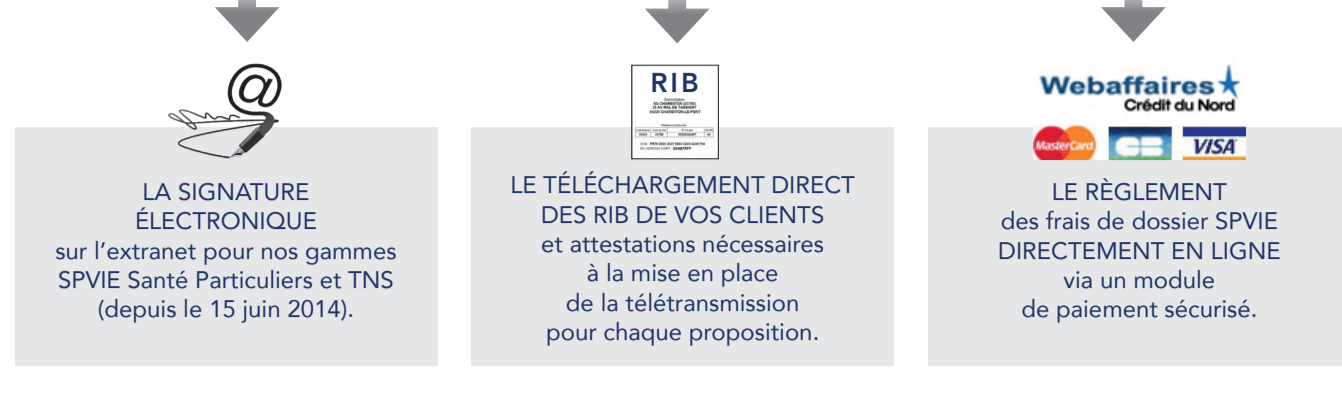 @
LA SIGNATURE
ÉLECTRONIQUE
sur l'extranet pour nos gammes
SPVIE Santé Particuliers et TNS
(depuis le 15 juin 2014).
RIB
LE TÉLÉCHARGEMENT DIRECT
DES RIB DE VOS CLIENTS
et attestations nécessaires
à la mise en place
de la télétransmission
pour chaque proposition.
Webaffaires
Crédit du Nord
MasterCard CB VISA
LE RÈGLEMENT
des frais de dossier SPVIE
DIRECTEMENT EN LIGNE
via un module
de paiement sécurisé.